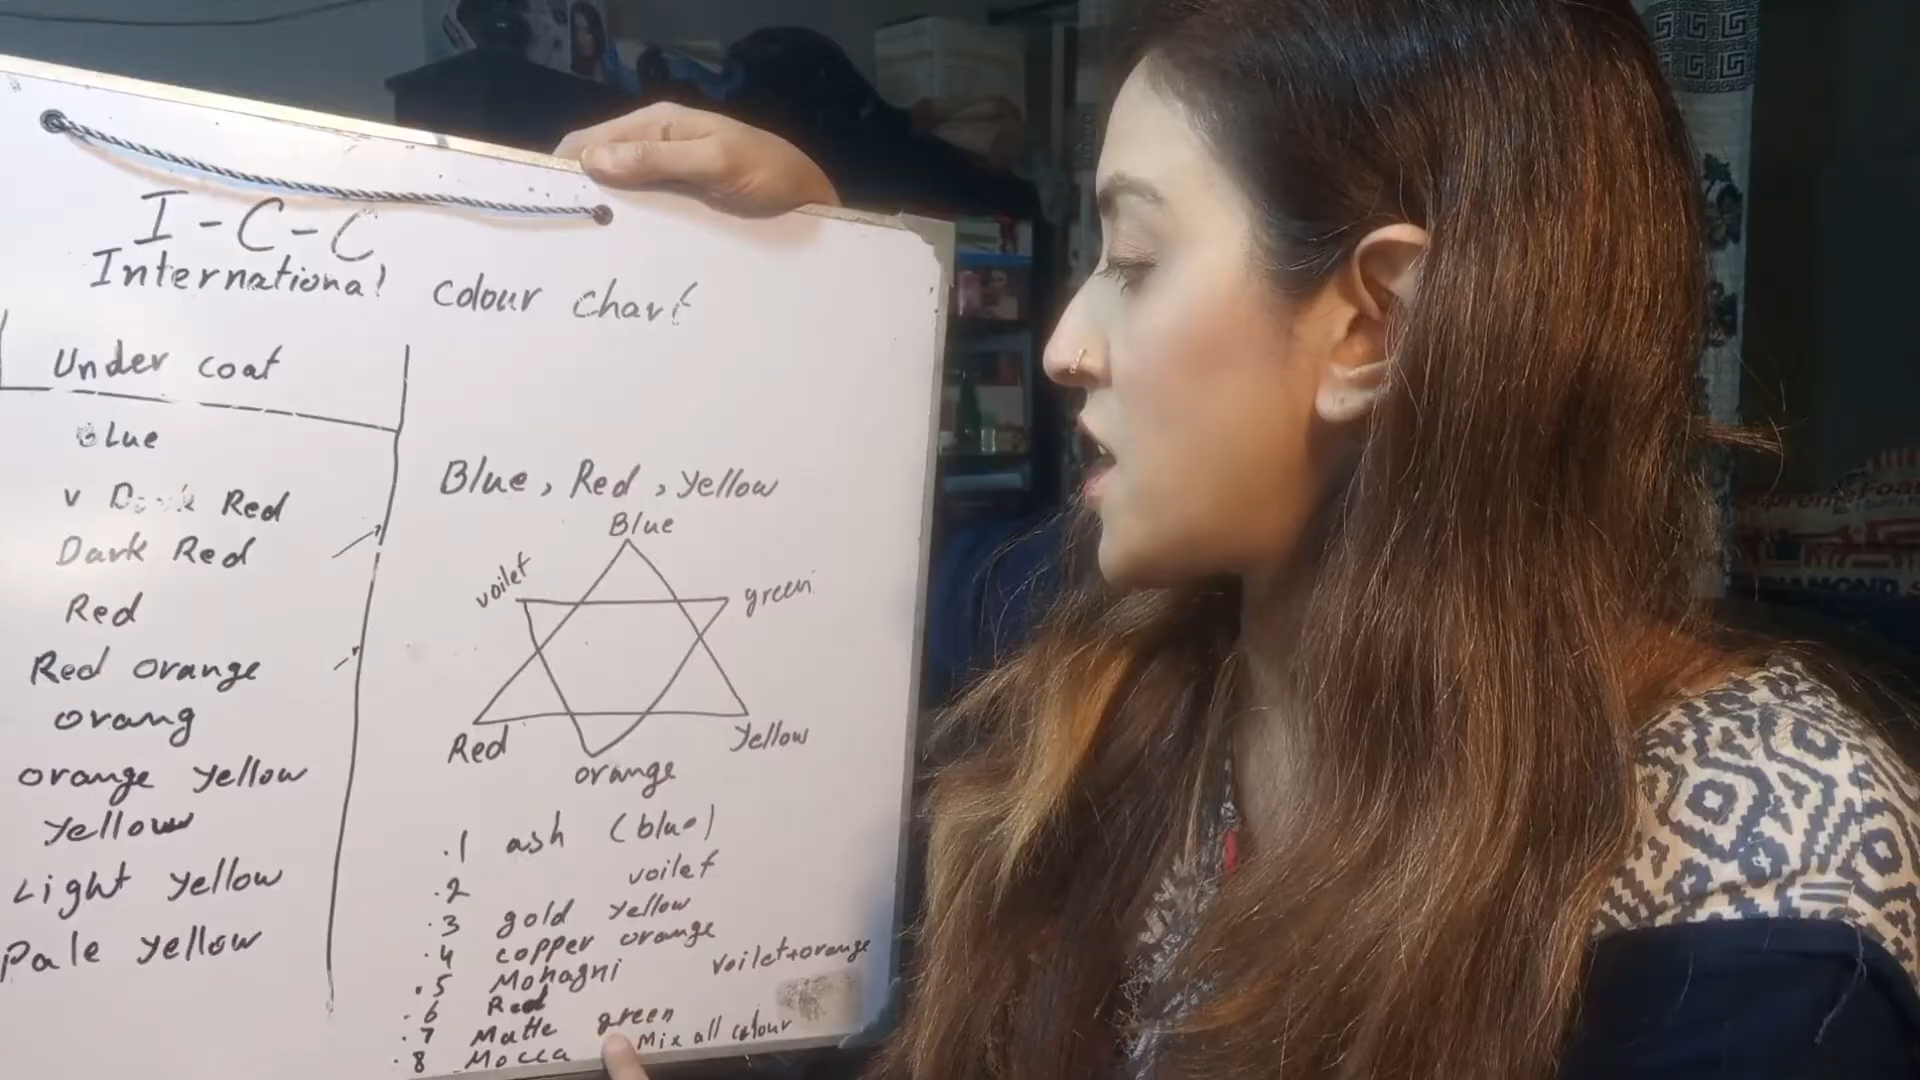 I-C-C
International colour chart
Under coat
Blue
v Dark Red
Dark Red
Red
Red orange
orang
orange yellow
yellow
Light yellow
Pale yellow
Blue, Red, yellow
Blue
voilet
green
Red
yellow
orange
.1 ash (blue)
.2 voilet
.3 gold yellow
.4 copper orange
.5 Mohagni voilet+orange
.6 Red
.7 Matte green
.8 Mocca Mix all colour